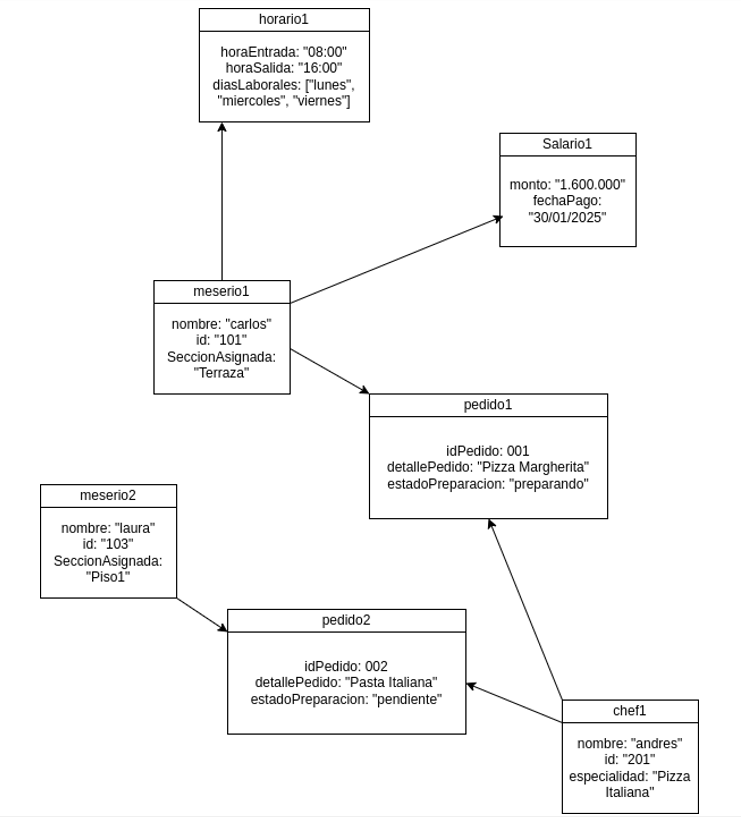 horario1
horaEntrada: "08:00"
horaSalida: "16:00"
diasLaborales: ["lunes",
"miercoles", "viernes"]
Salario1
monto: "1.600.000"
fechaPago:
"30/01/2025"
meserio1
nombre: "carlos"
id: "101"
SeccionAsignada:
"Terraza"
pedido1
idPedido: 001
detallePedido: "Pizza Margherita"
estadoPreparacion: "preparando"
meserio2
nombre: "laura"
id: "103"
SeccionAsignada:
"Piso1"
pedido2
idPedido: 002
detallePedido: "Pasta Italiana"
estadoPreparacion: "pendiente"
chef1
nombre: "andres"
id: "201"
especialidad: "Pizza
Italiana"